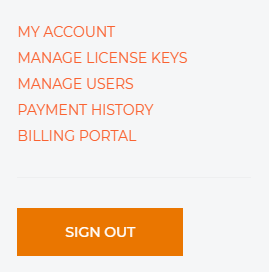 MY ACCOUNT
MANAGE LICENSE KEYS
MANAGE USERS
PAYMENT HISTORY
BILLING PORTAL
SIGN OUT